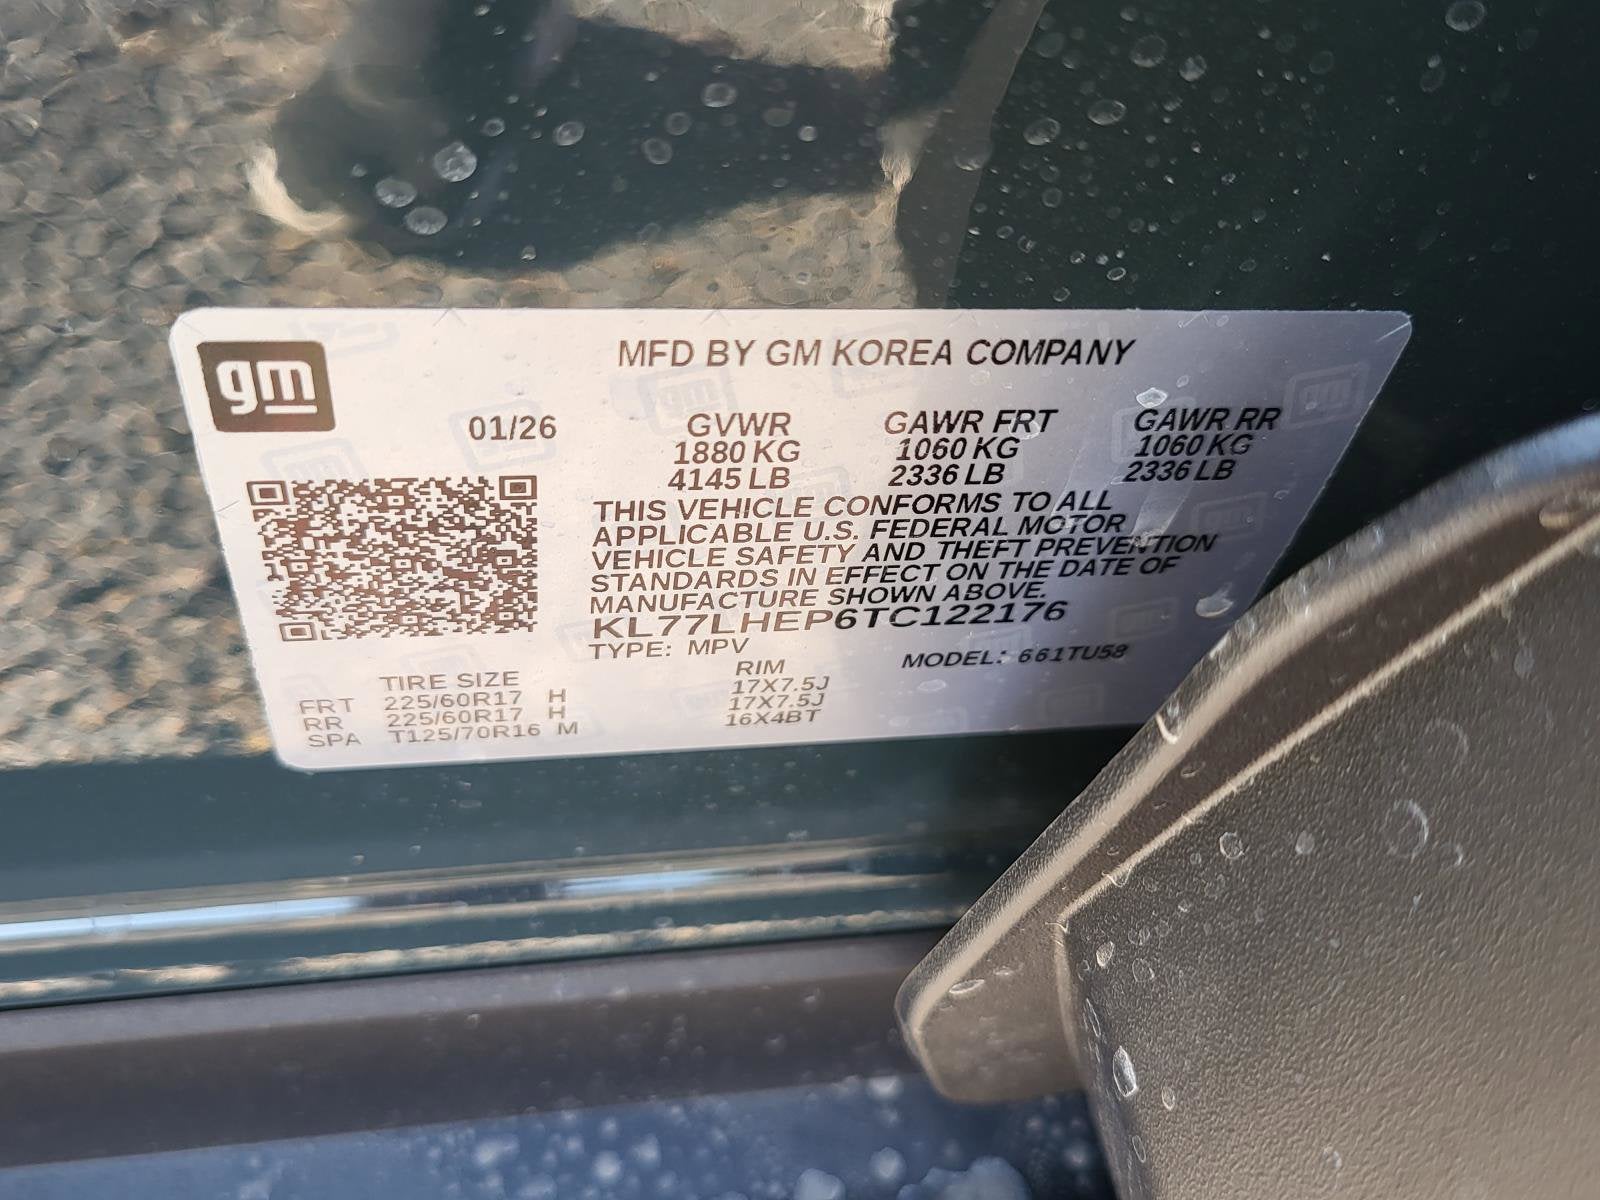 gm
MFD BY GM KOREA COMPANY
01/26 GVWR GAWR FRT GAWR RR
1880 KG 1060 KG 1060 KG
4145 LB 2336 LB 2336 LB
THIS VEHICLE CONFORMS TO ALL
APPLICABLE U.S. FEDERAL MOTOR
VEHICLE SAFETY AND THEFT PREVENTION
STANDARDS IN EFFECT ON THE DATE OF
MANUFACTURE SHOWN ABOVE.
KL77LHEP6TC122176
TYPE: MPV MODEL: 661TU58
TIRE SIZE RIM
FRT 225/60R17 H 17X7.5J
RR 225/60R17 H 17X7.5J
SPA T125/70R16 M 16X4BT